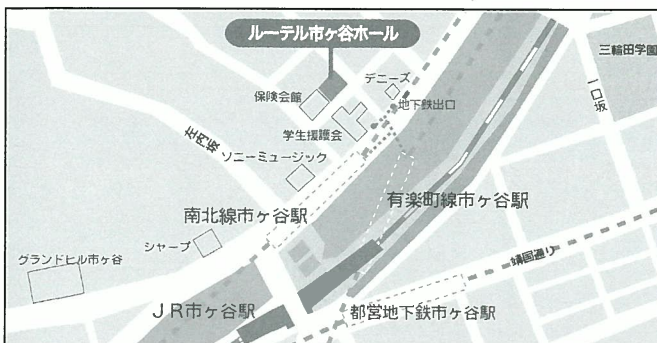 ルーテル市ヶ谷ホール
三輪田学園
デニーズ
保険会館
地下鉄出口
一口坂
学生援護会
左内坂
ソニーミュージック
有楽町線市ヶ谷駅
南北線市ヶ谷駅
シャープ
グランドヒル市ヶ谷
靖国通り
JR市ヶ谷駅
都営地下鉄市ヶ谷駅